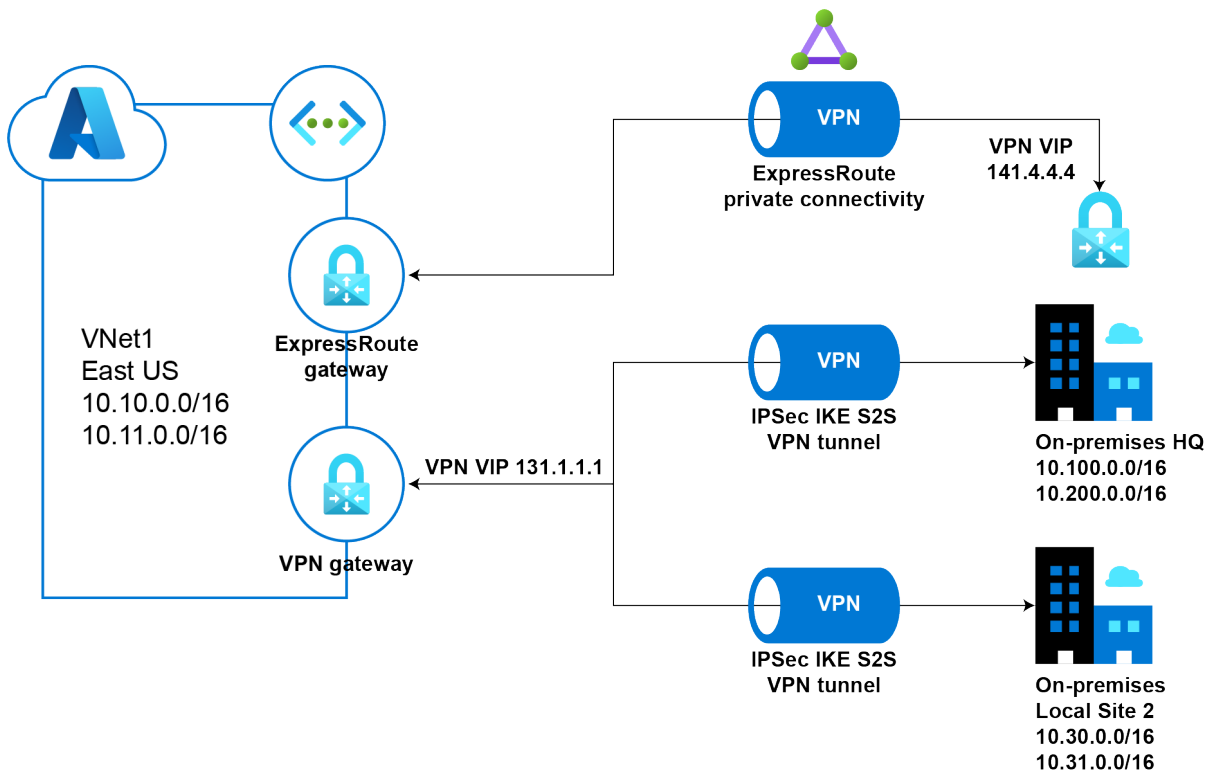 VPN
ExpressRoute
private connectivity
VPN VIP
141.4.4.4
VNet1
East US
10.10.0.0/16
10.11.0.0/16
ExpressRoute
gateway
VPN VIP 131.1.1.1
VPN gateway
VPN
IPSec IKE S2S
VPN tunnel
On-premises HQ
10.100.0.0/16
10.200.0.0/16
VPN
IPSec IKE S2S
VPN tunnel
On-premises
Local Site 2
10.30.0.0/16
10.31.0.0/16